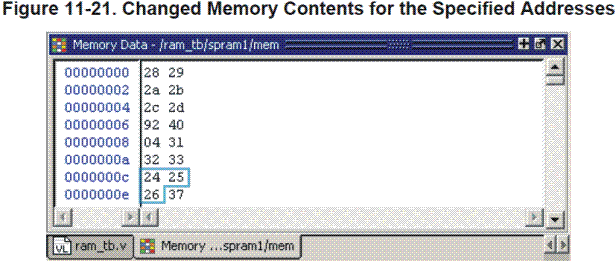 Figure 11-21. Changed Memory Contents for the Specified Addresses
Memory Data - /ram_tb/spram1/mem
00000000 28 29
00000002 2a 2b
00000004 2c 2d
00000006 92 40
00000008 04 31
0000000a 32 33
0000000c 24 25
0000000e 26 37
ram_tb.v Memory ...spram1/mem